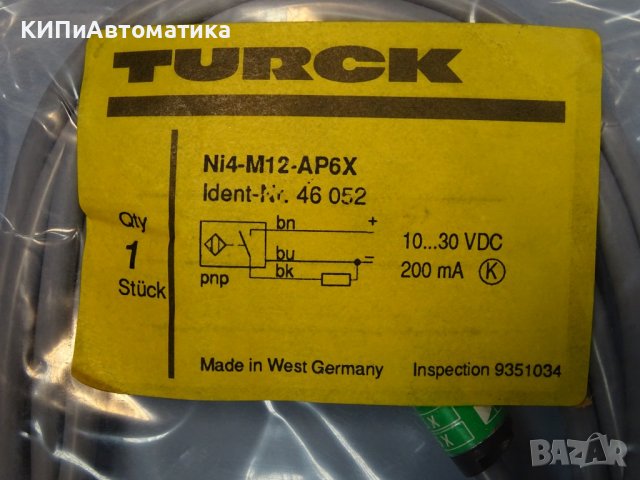 КИПиАвтоматика
TURCK
Ni4-M12-AP6X
Ident-Nr. 46 052
Qty
1
Stück
bn
+
bu
bk
pnp
10...30 VDC
200 mA K
Made in West Germany
Inspection 9351034
BAZAR